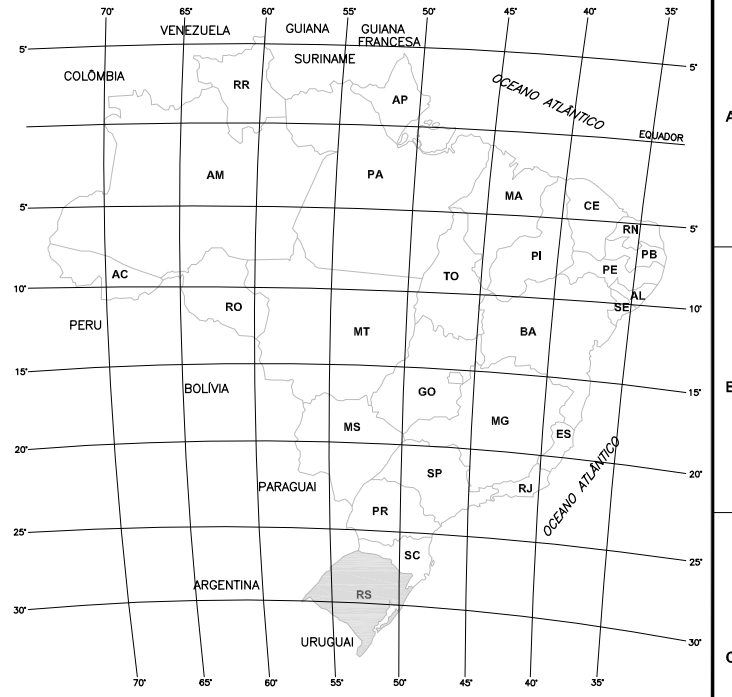 70° 65° 60° 55° 50° 45° 40° 35°
VENEZUELA GUIANA GUIANA FRANCESA
SURINAME
5° 5°
COLÔMBIA
RR AP
OCEANO ATLÂNTICO
A
EQUADOR
AM PA MA CE
5° 5°
RN
PB
PI PE
AC TO
AL
SE
10° 10°
RO
PERU
MT BA
15° 15°
BOLÍVIA
GO
MS MG ES
20° 20°
SP
PARAGUAI RJ
OCEANO ATLÂNTICO
PR
25° 25°
SC
ARGENTINA
RS
30° 30°
URUGUAI
C
70° 65° 60° 55° 50° 45° 40° 35°